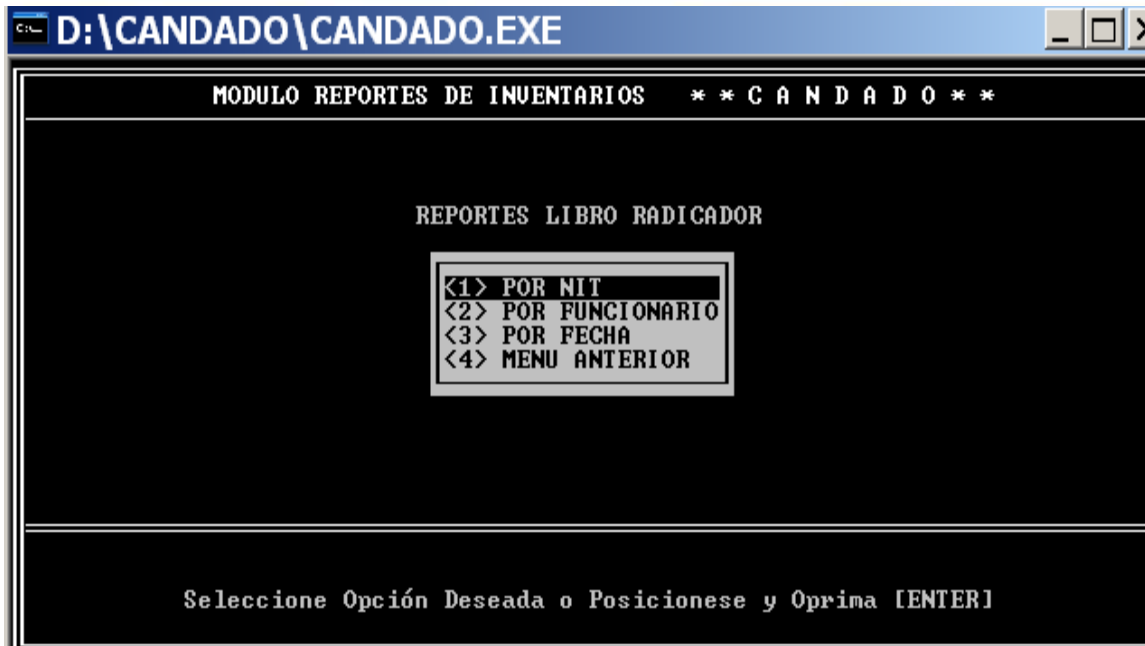 D:\CANDADO\CANDADO.EXE
MODULO REPORTES DE INVENTARIOS * * C A N D A D O * *
REPORTES LIBRO RADICADOR
<1> POR NIT
<2> POR FUNCIONARIO
<3> POR FECHA
<4> MENU ANTERIOR
Seleccione Opción Deseada o Posicionese y Oprima [ENTER]